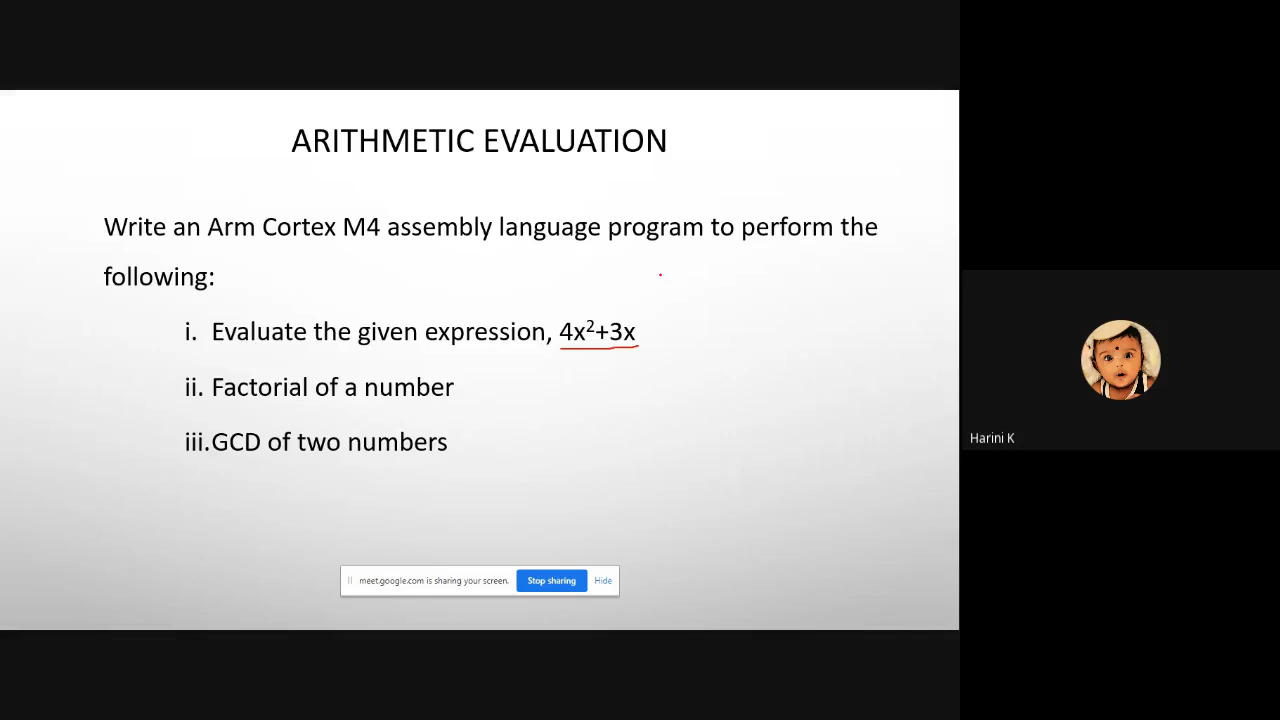 ARITHMETIC EVALUATION
Write an Arm Cortex M4 assembly language program to perform the
following:
i. Evaluate the given expression, 4x²+3x
ii. Factorial of a number
iii.GCD of two numbers
meet.google.com is sharing your screen. Stop sharing Hide
Harini K